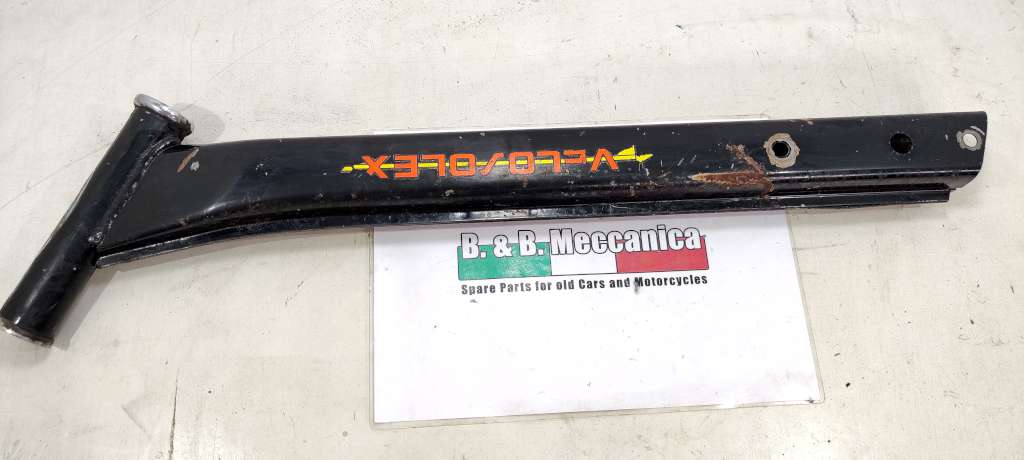 VELOSOLEX
B. & B. Meccanica
Spare Parts for old Cars and Motorcycles